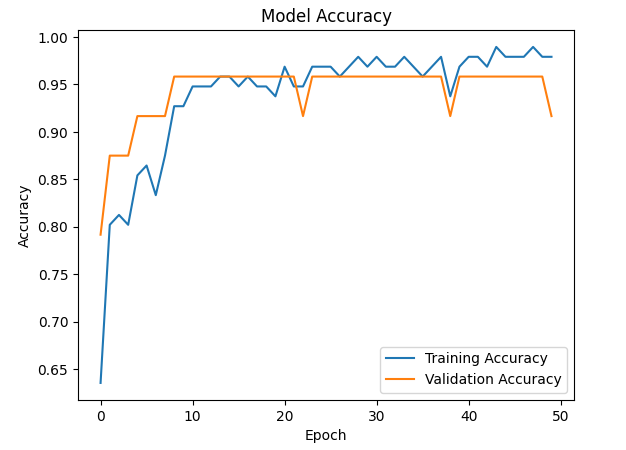 Model Accuracy
1.00
0.95
0.90
0.85
0.80
0.75
0.70
0.65
Accuracy
Training Accuracy
Validation Accuracy
0 10 20 30 40 50
Epoch